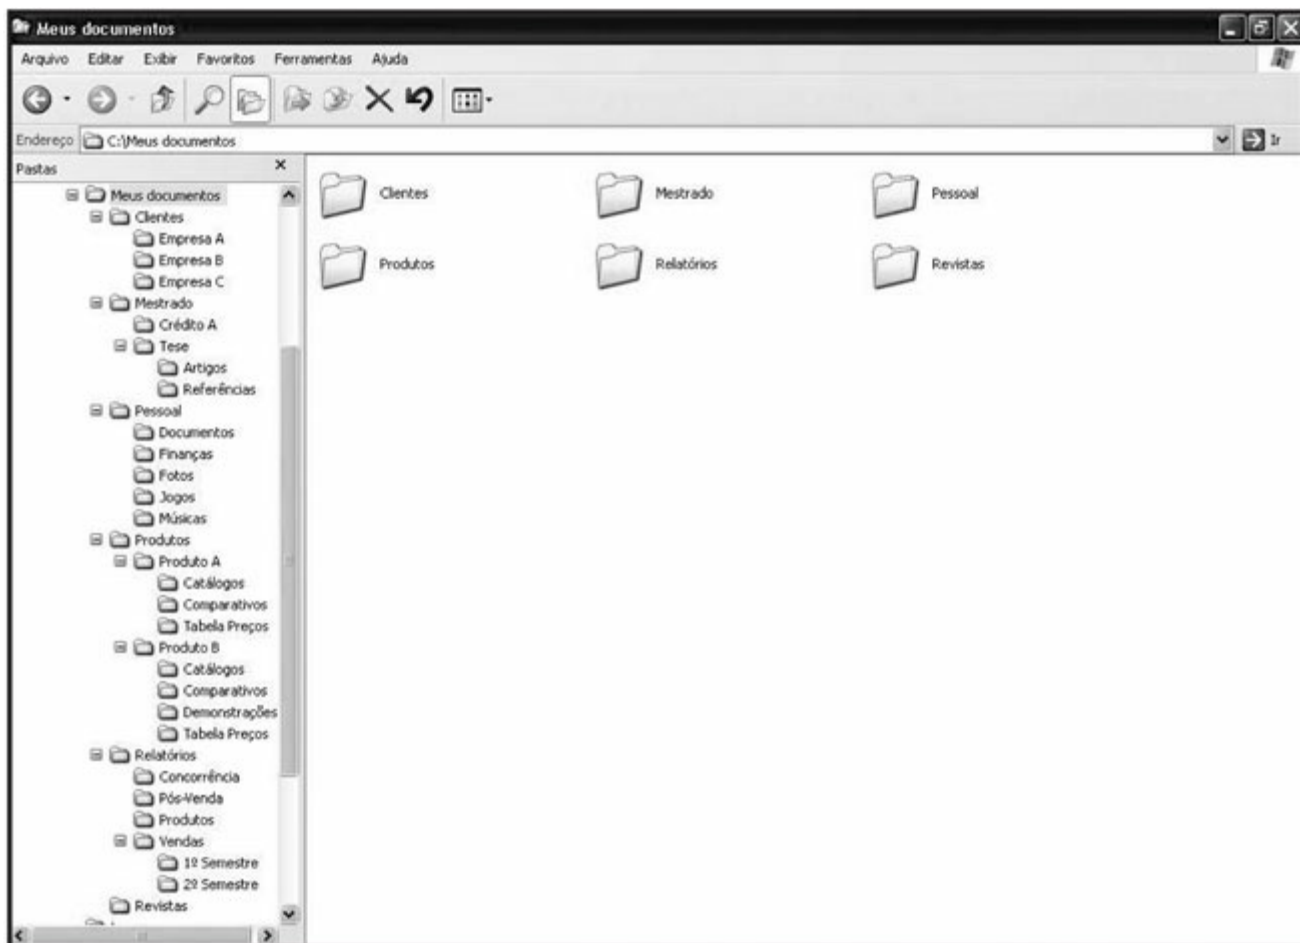 Meus documentos
Arquivo Editar Exibir Favoritos Ferramentas Ajuda
Endereço C:\Meus documentos Ir
Pastas
Meus documentos
Clientes
Empresa A
Empresa B
Empresa C
Mestrado
Crédito A
Tese
Artigos
Referências
Pessoal
Documentos
Finanças
Fotos
Jogos
Músicas
Produtos
Produto A
Catálogos
Comparativos
Tabela Preços
Produto B
Catálogos
Comparativos
Demonstrações
Tabela Preços
Relatórios
Concorrência
Pós-Venda
Produtos
Vendas
1º Semestre
2º Semestre
Revistas
Clientes Mestrado Pessoal
Produtos Relatórios Revistas